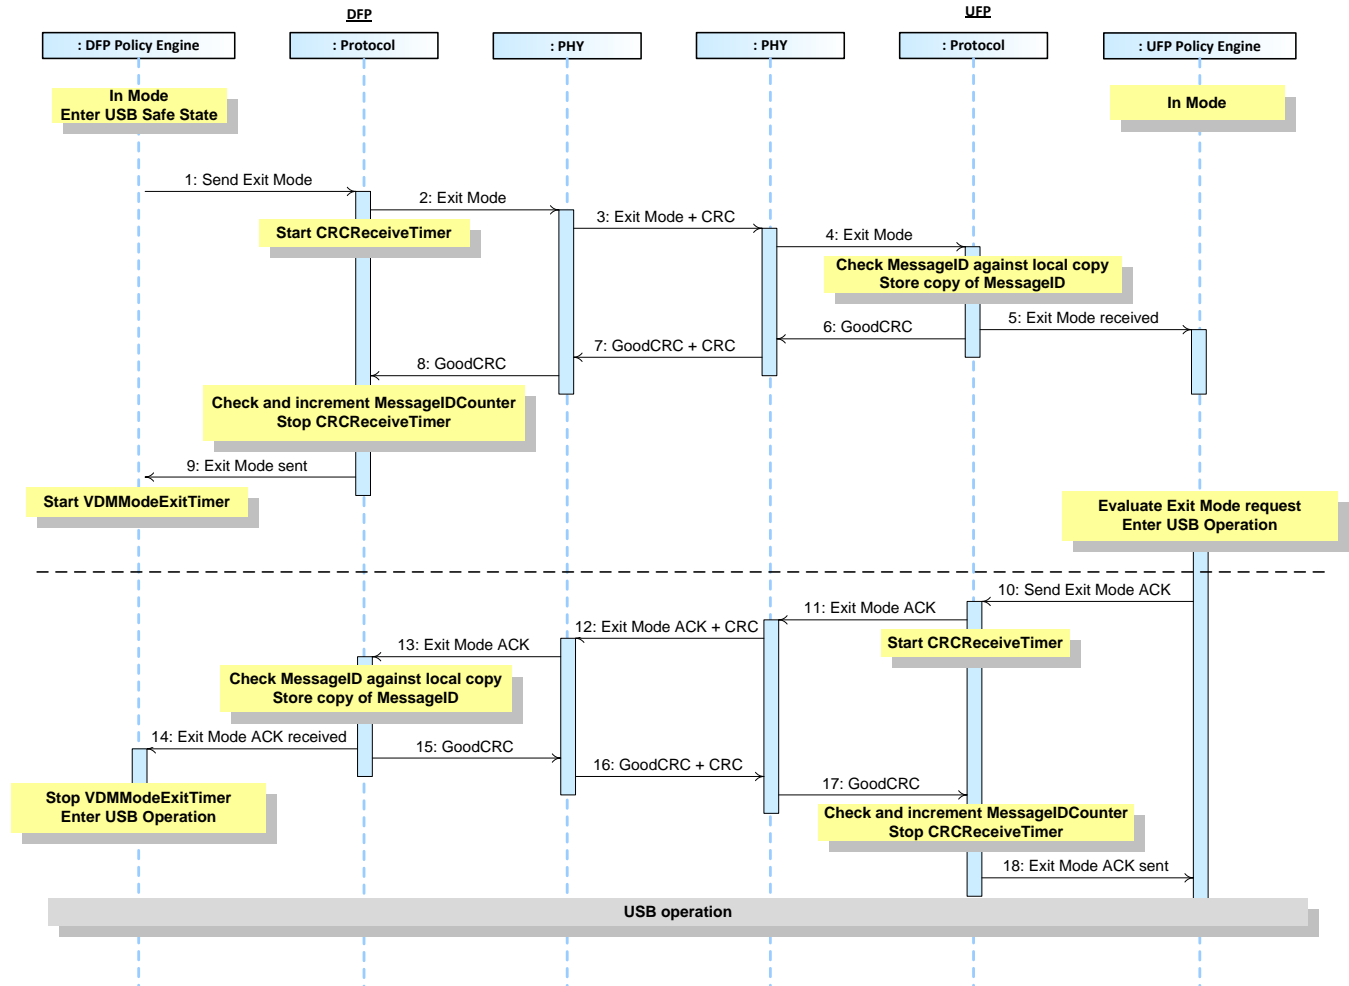 DFP
UFP
: DFP Policy Engine
: Protocol
: PHY
: PHY
: Protocol
: UFP Policy Engine
In Mode
Enter USB Safe State
In Mode
1: Send Exit Mode
2: Exit Mode
3: Exit Mode + CRC
Start CRCReceiveTimer
4: Exit Mode
Check MessageID against local copy
Store copy of MessageID
5: Exit Mode received
6: GoodCRC
7: GoodCRC + CRC
8: GoodCRC
Check and increment MessageIDCounter
Stop CRCReceiveTimer
9: Exit Mode sent
Start VDMModeExitTimer
Evaluate Exit Mode request
Enter USB Operation
10: Send Exit Mode ACK
11: Exit Mode ACK
12: Exit Mode ACK + CRC
Start CRCReceiveTimer
13: Exit Mode ACK
Check MessageID against local copy
Store copy of MessageID
14: Exit Mode ACK received
15: GoodCRC
16: GoodCRC + CRC
17: GoodCRC
Stop VDMModeExitTimer
Enter USB Operation
Check and increment MessageIDCounter
Stop CRCReceiveTimer
18: Exit Mode ACK sent
USB operation